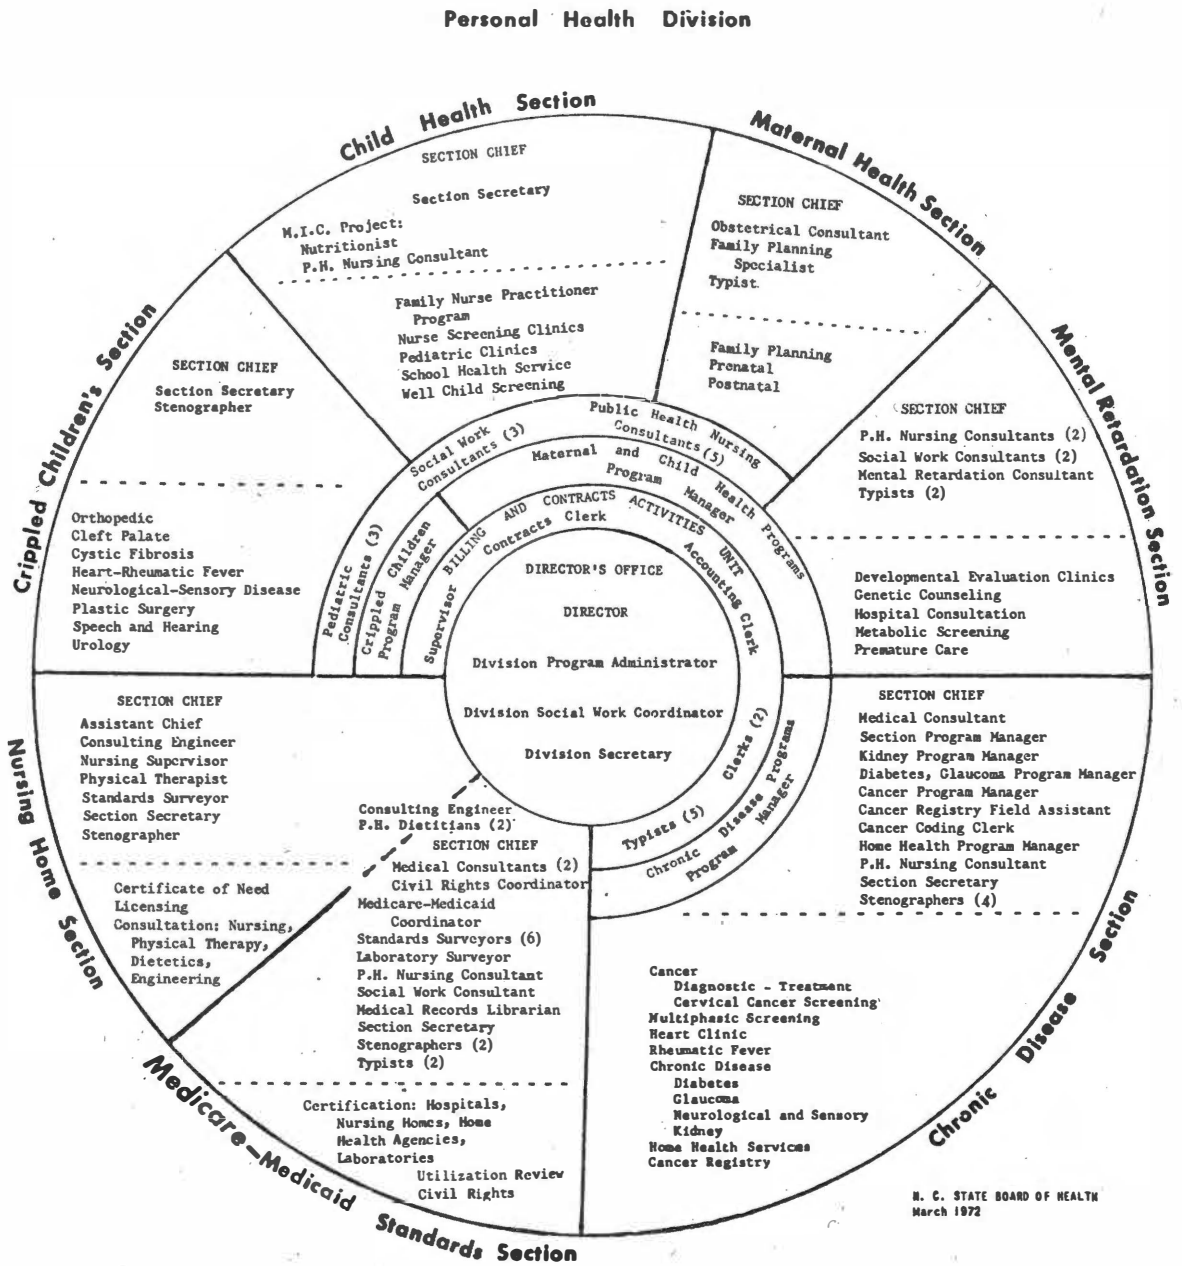 Personal Health Division
Child Health Section
SECTION CHIEF
Section Secretary
M.I.C. Project:
Nutritionist
P.H. Nursing Consultant
Family Nurse Practitioner
Program
Nurse Screening Clinics
Pediatric Clinics
School Health Service
Well Child Screening
Maternal Health Section
SECTION CHIEF
Obstetrical Consultant
Family Planning
Specialist
Typist
Family Planning
Prenatal
Postnatal
Mental Retardation Section
SECTION CHIEF
P.H. Nursing Consultants (2)
Social Work Consultants (2)
Mental Retardation Consultant
Typists (2)
Developmental Evaluation Clinics
Genetic Counseling
Hospital Consultation
Metabolic Screening
Premature Care
Crippled Children's Section
SECTION CHIEF
Section Secretary
Stenographer
Orthopedic
Cleft Palate
Cystic Fibrosis
Heart-Rheumatic Fever
Neurological-Sensory Disease
Plastic Surgery
Speech and Hearing
Urology
Pediatric
Consultants (3)
Social Work
Consultants (3)
Public Health Nursing
Consultants (5)
Crippled Children
Program Manager
Maternal and Child Health Programs
Program Manager
BILLING AND CONTRACTS ACTIVITIES UNIT
Supervisor
Contracts Clerk
Accounting Clerk
Clerks (2)
Typists (5)
Chronic Disease Programs
Program Manager
DIRECTOR'S OFFICE
DIRECTOR
Division Program Administrator
Division Social Work Coordinator
Division Secretary
Nursing Home Section
SECTION CHIEF
Assistant Chief
Consulting Engineer
Nursing Supervisor
Physical Therapist
Standards Surveyor
Section Secretary
Stenographer
Certificate of Need
Licensing
Consultation: Nursing,
Physical Therapy,
Dietetics,
Engineering
Consulting Engineer
P.H. Dietitians (2)
SECTION CHIEF
Medical Consultants (2)
Civil Rights Coordinator
Medicare-Medicaid
Coordinator
Standards Surveyors (6)
Laboratory Surveyor
P.H. Nursing Consultant
Social Work Consultant
Medical Records Librarian
Section Secretary
Stenographers (2)
Typists (2)
Certification: Hospitals,
Nursing Homes, Home
Health Agencies,
Laboratories
Utilization Review
Civil Rights
Medicare-Medicaid Standards Section
SECTION CHIEF
Medical Consultant
Section Program Manager
Kidney Program Manager
Diabetes, Glaucoma Program Manager
Cancer Program Manager
Cancer Registry Field Assistant
Cancer Coding Clerk
Home Health Program Manager
P.H. Nursing Consultant
Section Secretary
Stenographers (4)
Cancer
Diagnostic - Treatment
Cervical Cancer Screening
Multiphasic Screening
Heart Clinic
Rheumatic Fever
Chronic Disease
Diabetes
Glaucoma
Neurological and Sensory
Kidney
Home Health Services
Cancer Registry
Chronic Disease Section
N. C. STATE BOARD OF HEALTH
March 1972